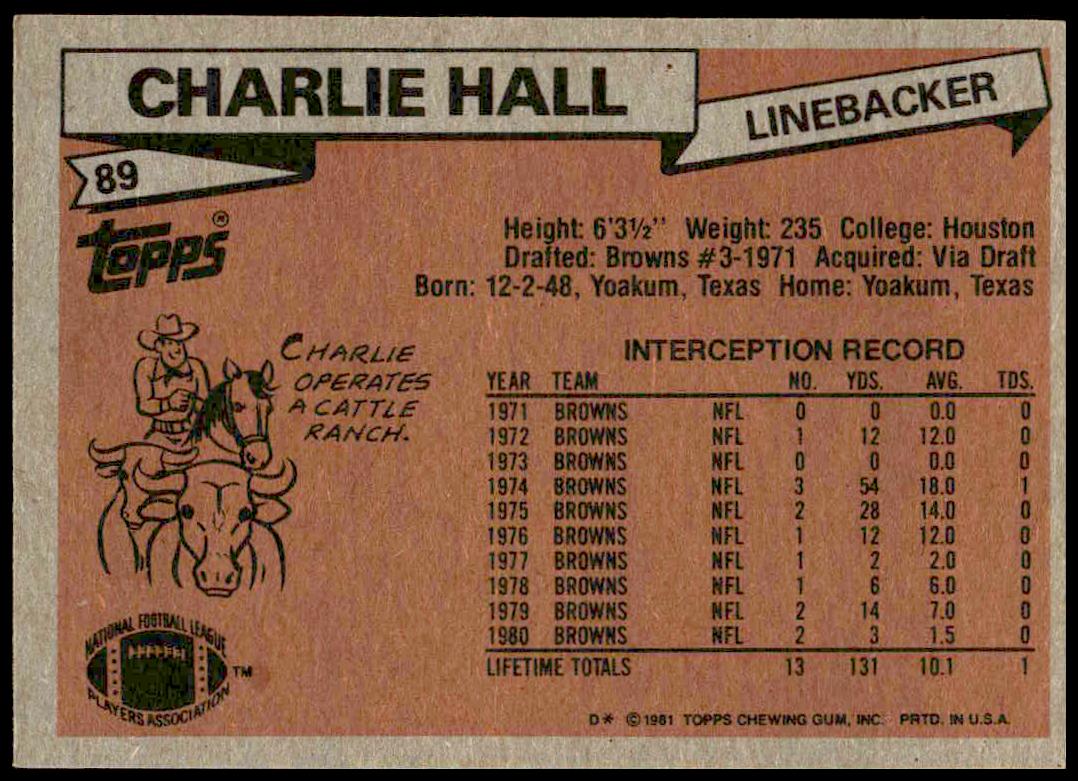 CHARLIE HALL
LINEBACKER
89
topps®
Height: 6'3½" Weight: 235 College: Houston
Drafted: Browns #3-1971 Acquired: Via Draft
Born: 12-2-48, Yoakum, Texas Home: Yoakum, Texas
CHARLIE
OPERATES
A CATTLE
RANCH.
INTERCEPTION RECORD
YEAR TEAM NO. YDS. AVG. TDS.
1971 BROWNS NFL 0 0 0.0 0
1972 BROWNS NFL 1 12 12.0 0
1973 BROWNS NFL 0 0 0.0 0
1974 BROWNS NFL 3 54 18.0 1
1975 BROWNS NFL 2 28 14.0 0
1976 BROWNS NFL 1 12 12.0 0
1977 BROWNS NFL 1 2 2.0 0
1978 BROWNS NFL 1 6 6.0 0
1979 BROWNS NFL 2 14 7.0 0
1980 BROWNS NFL 2 3 1.5 0
LIFETIME TOTALS 13 131 10.1 1
NATIONAL FOOTBALL LEAGUE
PLAYERS ASSOCIATION
TM
D* ©1981 TOPPS CHEWING GUM, INC. PRTD. IN U.S.A.